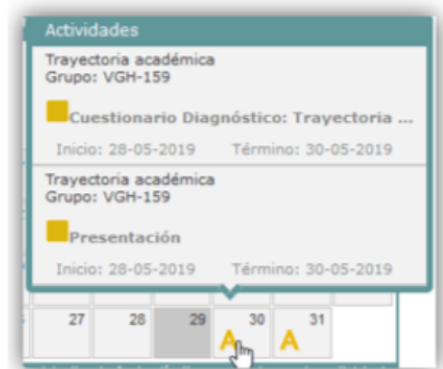 Actividades
Trayectoria académica
Grupo: VGH-159
Cuestionario Diagnóstico: Trayectoria ...
Inicio: 28-05-2019 Término: 30-05-2019
Trayectoria académica
Grupo: VGH-159
Presentación
Inicio: 28-05-2019 Término: 30-05-2019
27 28 29 30 31
A A